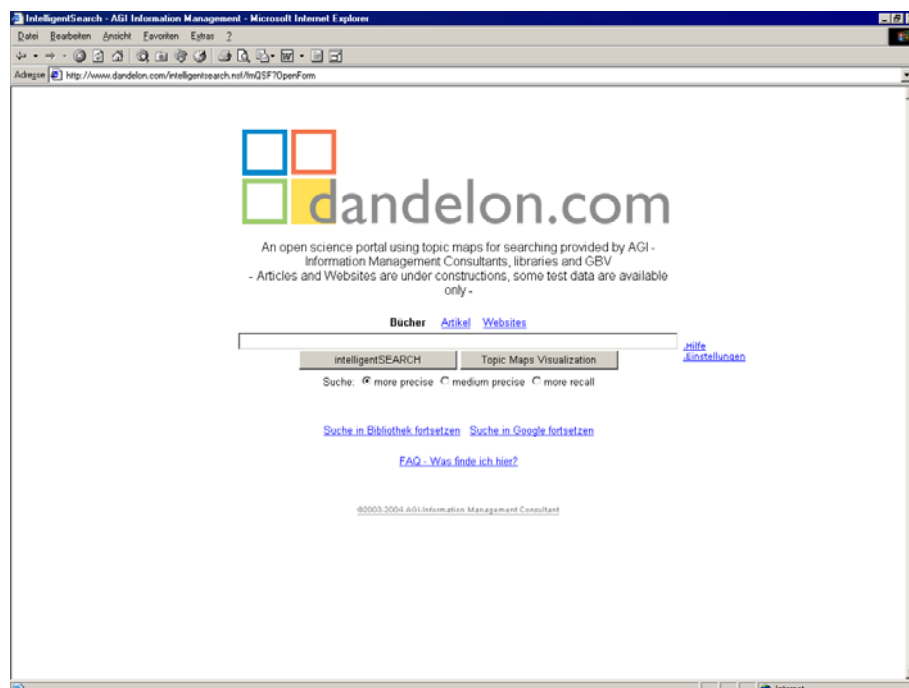 IntelligentSearch - AGI Information Management - Microsoft Internet Explorer
Datei Bearbeiten Ansicht Favoriten Extras ?
Adresse http://www.dandelon.com/intelligentsearch.nsf/fmQSF?OpenForm
dandelon.com
An open science portal using topic maps for searching provided by AGI -
Information Management Consultants, libraries and GBV
- Articles and Websites are under constructions, some test data are available
only -
Bücher Artikel Websites
.Hilfe
intelligentSEARCH Topic Maps Visualization .Einstellungen
Suche: more precise medium precise more recall
Suche in Bibliothek fortsetzen Suche in Google fortsetzen
FAQ - Was finde ich hier?
©2003-2004 AGI-Information Management Consultant
Internet